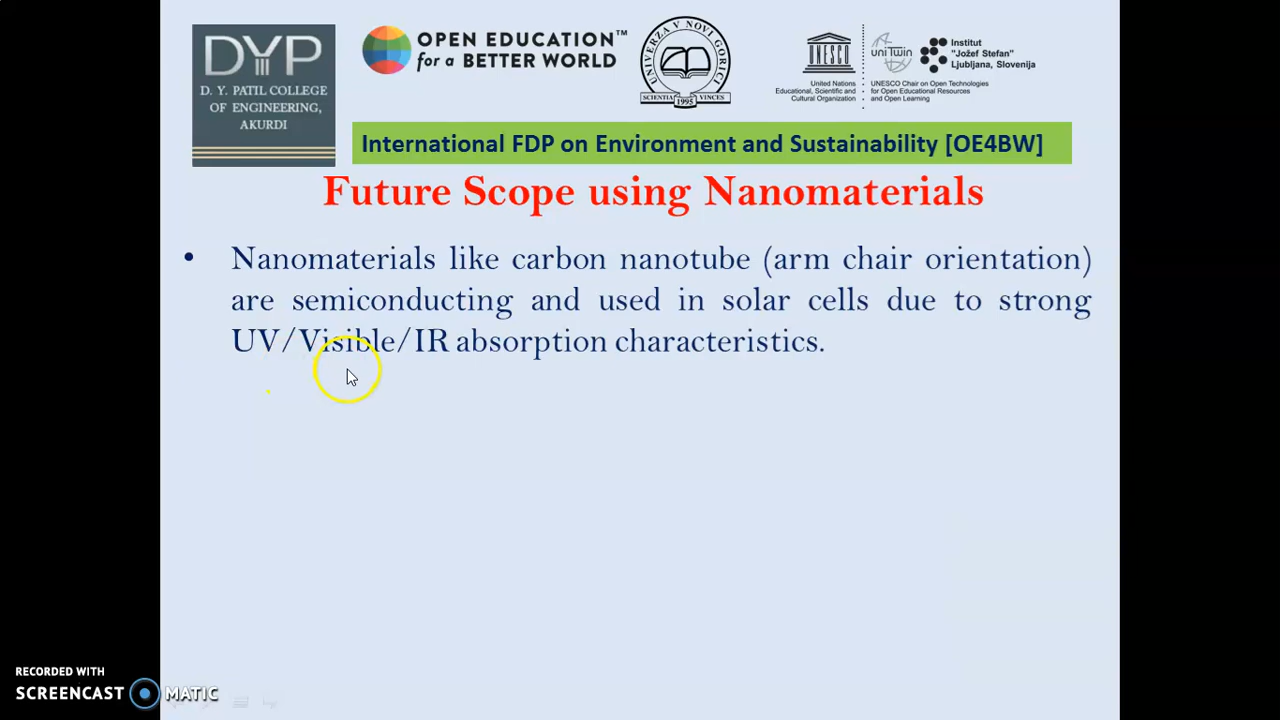 DYP
D. Y. PATIL COLLEGE
OF ENGINEERING,
AKURDI
OPEN EDUCATION™
for a BETTER WORLD
UNIVERZA V NOVI GORICI
SCIENTIA VINCES
1995
UNESCO
United Nations
Educational, Scientific and
Cultural Organization
uniTwin
UNESCO Chair on Open Technologies
for Open Educational Resources
and Open Learning
Institut
"Jožef Stefan"
Ljubljana, Slovenija
International FDP on Environment and Sustainability [OE4BW]
Future Scope using Nanomaterials
• Nanomaterials like carbon nanotube (arm chair orientation)
are semiconducting and used in solar cells due to strong
UV/Visible/IR absorption characteristics.
RECORDED WITH
SCREENCAST MATIC